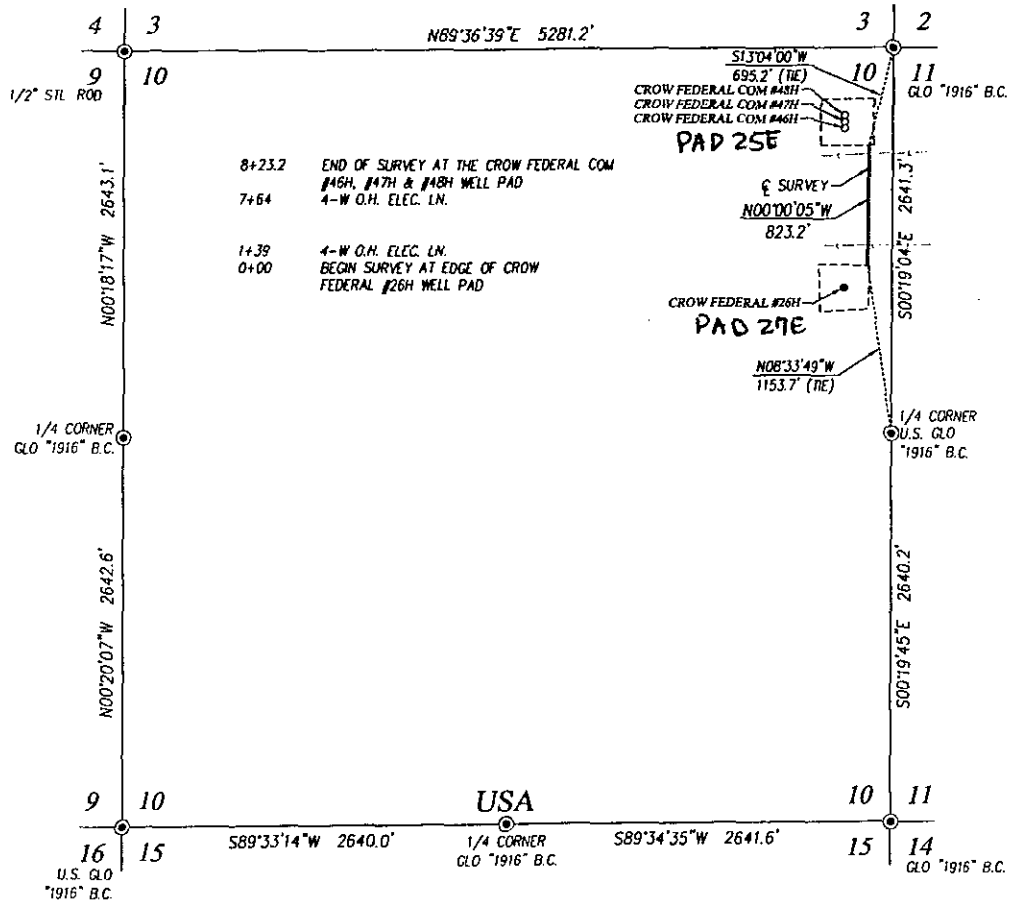 4 3
N89°36'39"E 5281.2'
3 2
9 10
1/2" STL ROD
S13°04'00"W
695.2' (TIE)
10 11
GLO "1916" B.C.
CROW FEDERAL COM #48H
CROW FEDERAL COM #47H
CROW FEDERAL COM #46H
PAD 25E
8+23.2 END OF SURVEY AT THE CROW FEDERAL COM
#46H, #47H & #48H WELL PAD
7+64 4-W O.H. ELEC. LN.
1+39 4-W O.H. ELEC. LN.
0+00 BEGIN SURVEY AT EDGE OF CROW
FEDERAL #26H WELL PAD
N00°18'17"W 2643.1'
℄ SURVEY
N00°00'05"W
823.2'
S00°19'04"E 2641.3'
CROW FEDERAL #26H
PAD 27E
N08°33'49"W
1153.7' (TIE)
1/4 CORNER
GLO "1916" B.C.
1/4 CORNER
U.S. GLO
"1916" B.C.
N00°20'07"W 2642.6'
S00°19'45"E 2640.2'
9 10
USA
10 11
S89°33'14"W 2640.0'
1/4 CORNER
GLO "1916" B.C.
S89°34'35"W 2641.6'
16 15
U.S. GLO
"1916" B.C.
15 14
GLO "1916" B.C.